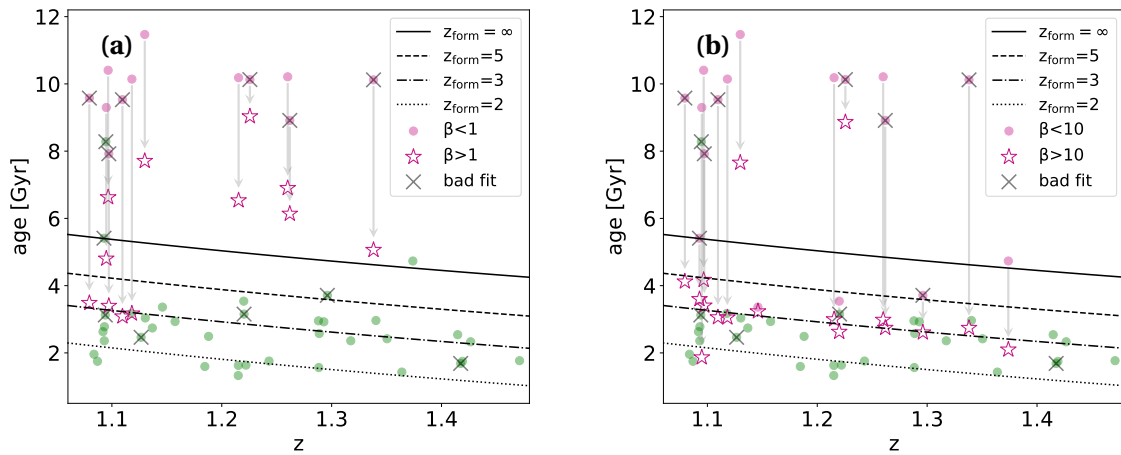 (a)
z_form = ∞
z_form=5
z_form=3
z_form=2
β<1
β>1
bad fit
12
10
8
6
4
2
age [Gyr]
1.1
1.2
1.3
1.4
z
(b)
z_form = ∞
z_form=5
z_form=3
z_form=2
β<10
β>10
bad fit
12
10
8
6
4
2
age [Gyr]
1.1
1.2
1.3
1.4
z